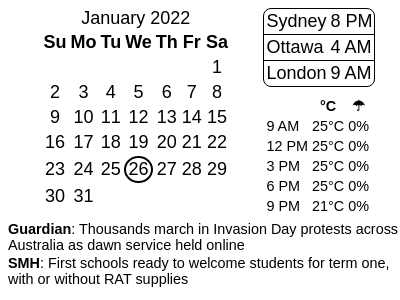 January 2022
Su Mo Tu We Th Fr Sa
1
2 3 4 5 6 7 8
9 10 11 12 13 14 15
16 17 18 19 20 21 22
23 24 25 26 27 28 29
30 31
Sydney 8 PM
Ottawa 4 AM
London 9 AM
°C ☂
9 AM 25°C 0%
12 PM 25°C 0%
3 PM 25°C 0%
6 PM 25°C 0%
9 PM 21°C 0%
Guardian: Thousands march in Invasion Day protests across
Australia as dawn service held online
SMH: First schools ready to welcome students for term one,
with or without RAT supplies